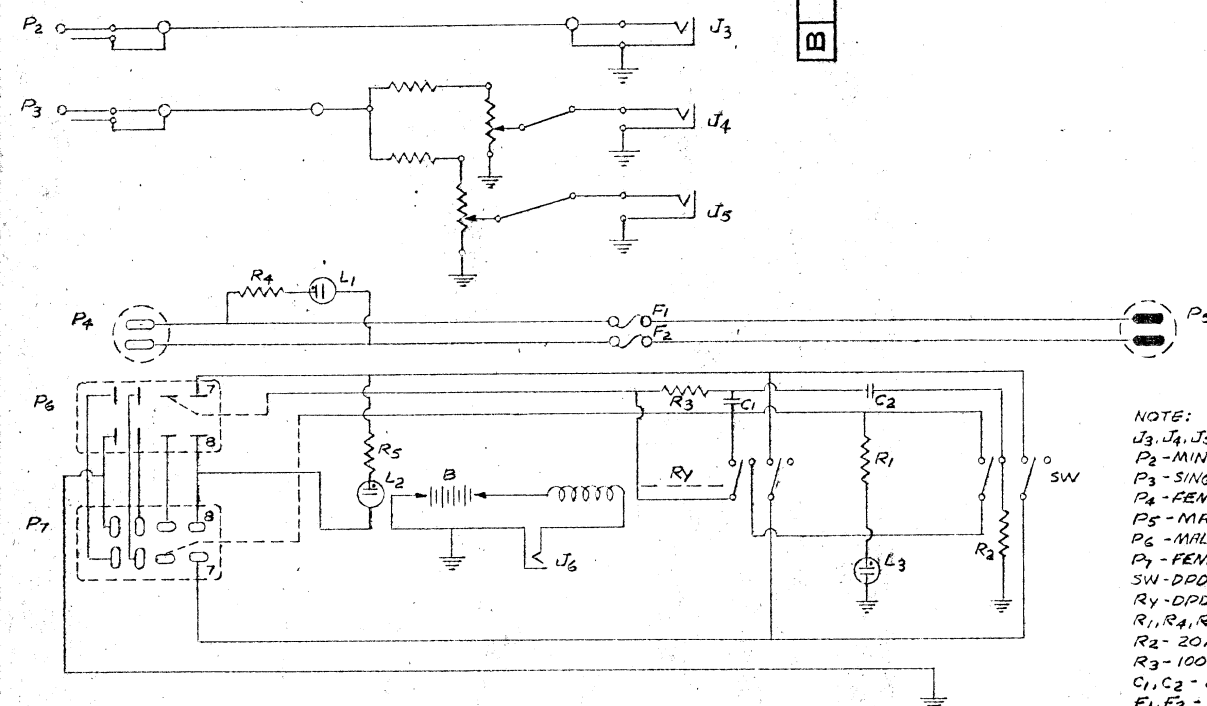 B
P2
J3
P3
J4
J5
R4
L1
P4
F1
F2
P5
P6
7
8
R5
L2
B
R3
C1
C2
RY
R1
SW
P7
8
7
J6
L3
R2
NOTE:
J3, J4, J5
P2 - MIN
P3 - SING
P4 - FEM
P5 - MA
P6 - MAL
P7 - FEM
SW - DPD
RY - DPD
R1, R4, R
R2 - 20
R3 - 100
C1, C2 -
F1, F2 -